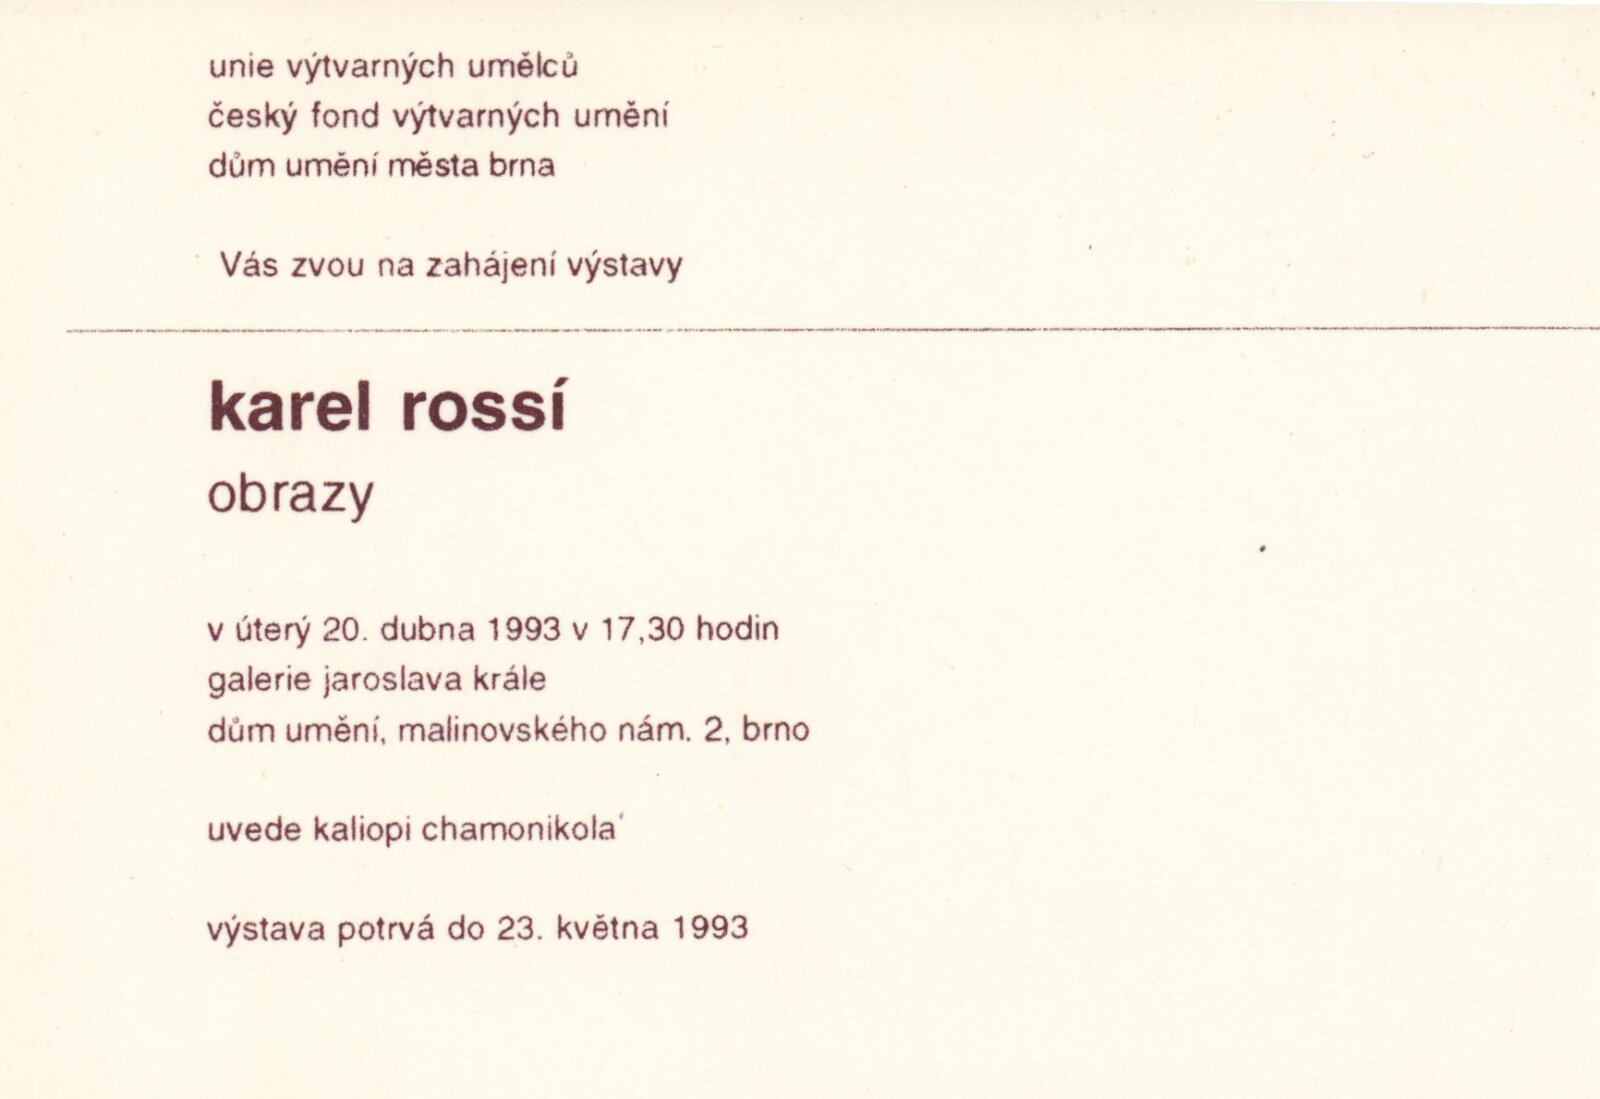 unie výtvarných umělců
český fond výtvarných umění
dům umění města brna
Vás zvou na zahájení výstavy
karel rossí
obrazy
v úterý 20. dubna 1993 v 17,30 hodin
galerie jaroslava krále
dům umění, malinovského nám. 2, brno
uvede kaliopi chamonikola
výstava potrvá do 23. května 1993